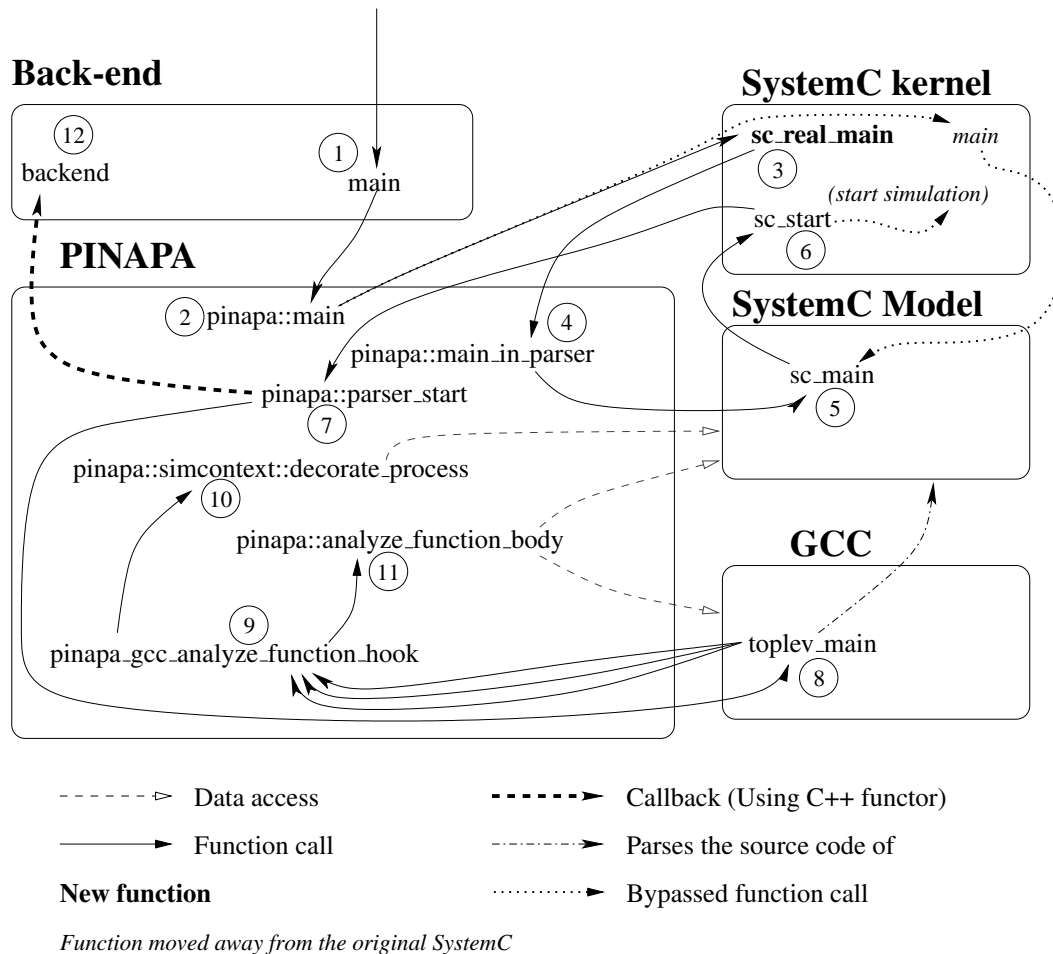 Back-end
SystemC kernel
12
backend
1
main
sc_real_main
main
3
(start simulation)
sc_start
6
PINAPA
2
pinapa::main
4
pinapa::main_in_parser
SystemC Model
sc_main
5
pinapa::parser_start
7
pinapa::simcontext::decorate_process
10
pinapa::analyze_function_body
11
GCC
9
pinapa_gcc_analyze_function_hook
toplev_main
8
Data access
Callback (Using C++ functor)
Function call
Parses the source code of
New function
Bypassed function call
Function moved away from the original SystemC